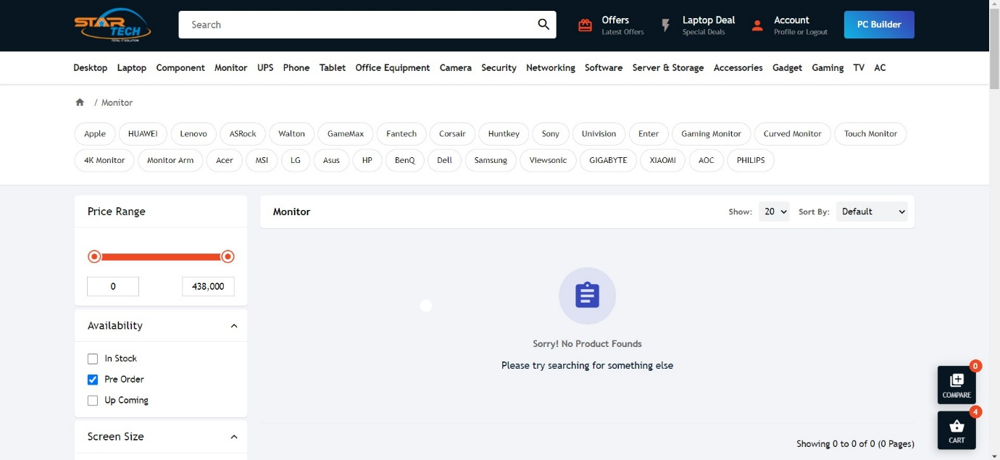 STAR TECH
TOTAL IT SOLUTION
Search
Offers
Latest Offers
Laptop Deal
Special Deals
Account
Profile or Logout
PC Builder
Desktop Laptop Component Monitor UPS Phone Tablet Office Equipment Camera Security Networking Software Server & Storage Accessories Gadget Gaming TV AC
/ Monitor
Apple HUAWEI Lenovo ASRock Walton GameMax Fantech Corsair Huntkey Sony Univision Enter Gaming Monitor Curved Monitor Touch Monitor
4K Monitor Monitor Arm Acer MSI LG Asus HP BenQ Dell Samsung Viewsonic GIGABYTE XIAOMI AOC PHILIPS
Price Range
0 438,000
Availability
In Stock
Pre Order
Up Coming
Screen Size
Monitor
Show: 20 Sort By: Default
Sorry! No Product Founds
Please try searching for something else
Showing 0 to 0 of 0 (0 Pages)
0
COMPARE
4
CART